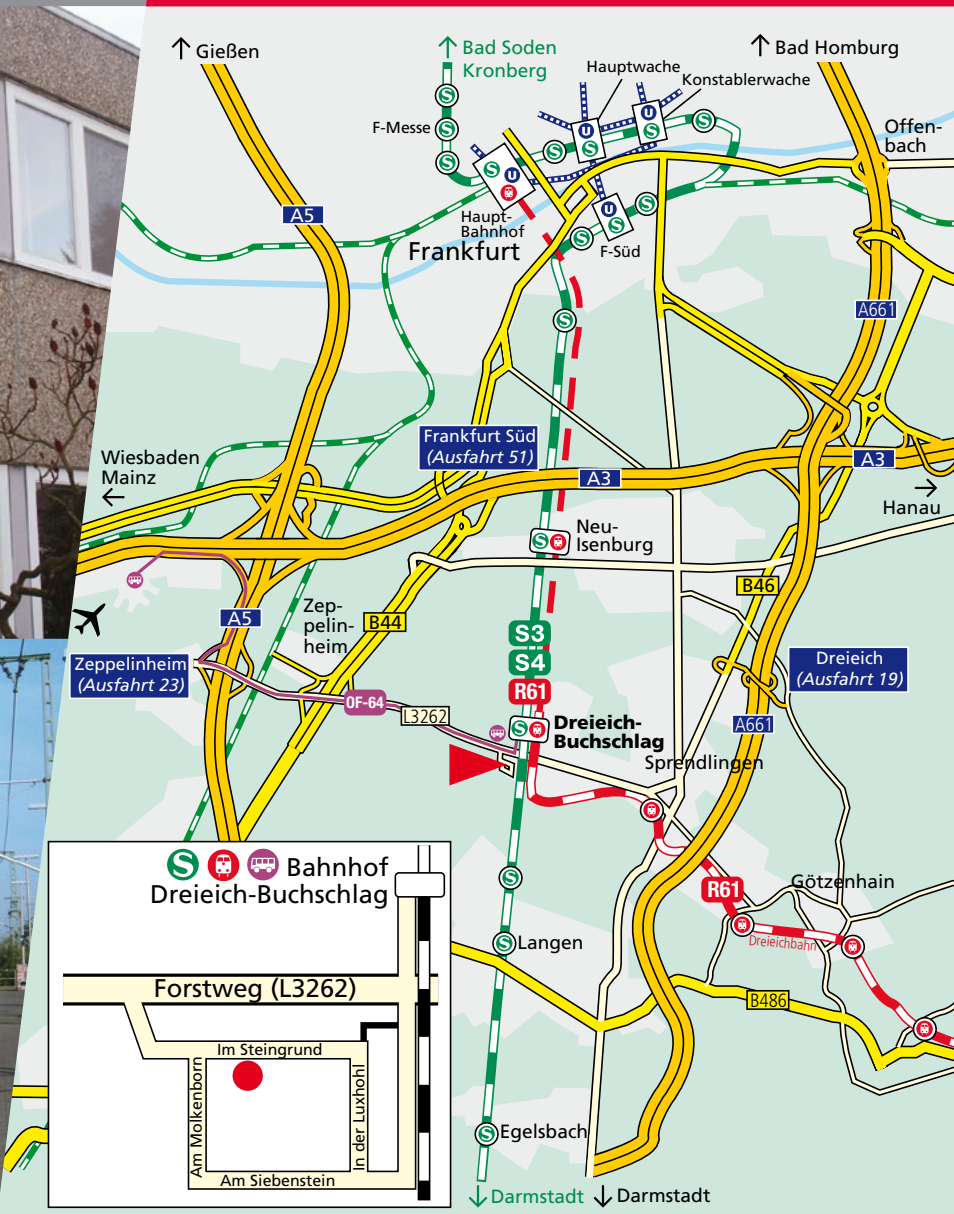 ↑ Gießen
↑ Bad Soden
Kronberg
↑ Bad Homburg
Hauptwache
Konstablerwache
F-Messe
S
S
S
S
S
U
S
U
S
S
U
Offen-
bach
A5
Haupt-
Bahnhof
Frankfurt
U
S
S
S
F-Süd
S
A661
Frankfurt Süd
(Ausfahrt 51)
Wiesbaden
Mainz
←
A3
A3
→
Hanau
S
Neu-
Isenburg
A5
Zep-
pelin-
heim
B44
B46
S3
S4
R61
Zeppelinheim
(Ausfahrt 23)
Dreieich
(Ausfahrt 19)
OF-64
L3262
S
Dreieich-
Buchschlag
A661
Sprendlingen
S
R61
Götzenhain
Dreieichbahn
S
Langen
B486
S
Egelsbach
↓ Darmstadt
↓ Darmstadt
S
Bahnhof
Dreieich-Buchschlag
Forstweg (L3262)
Im Steingrund
Am Molkenborn
In der Luxhohl
Am Siebenstein